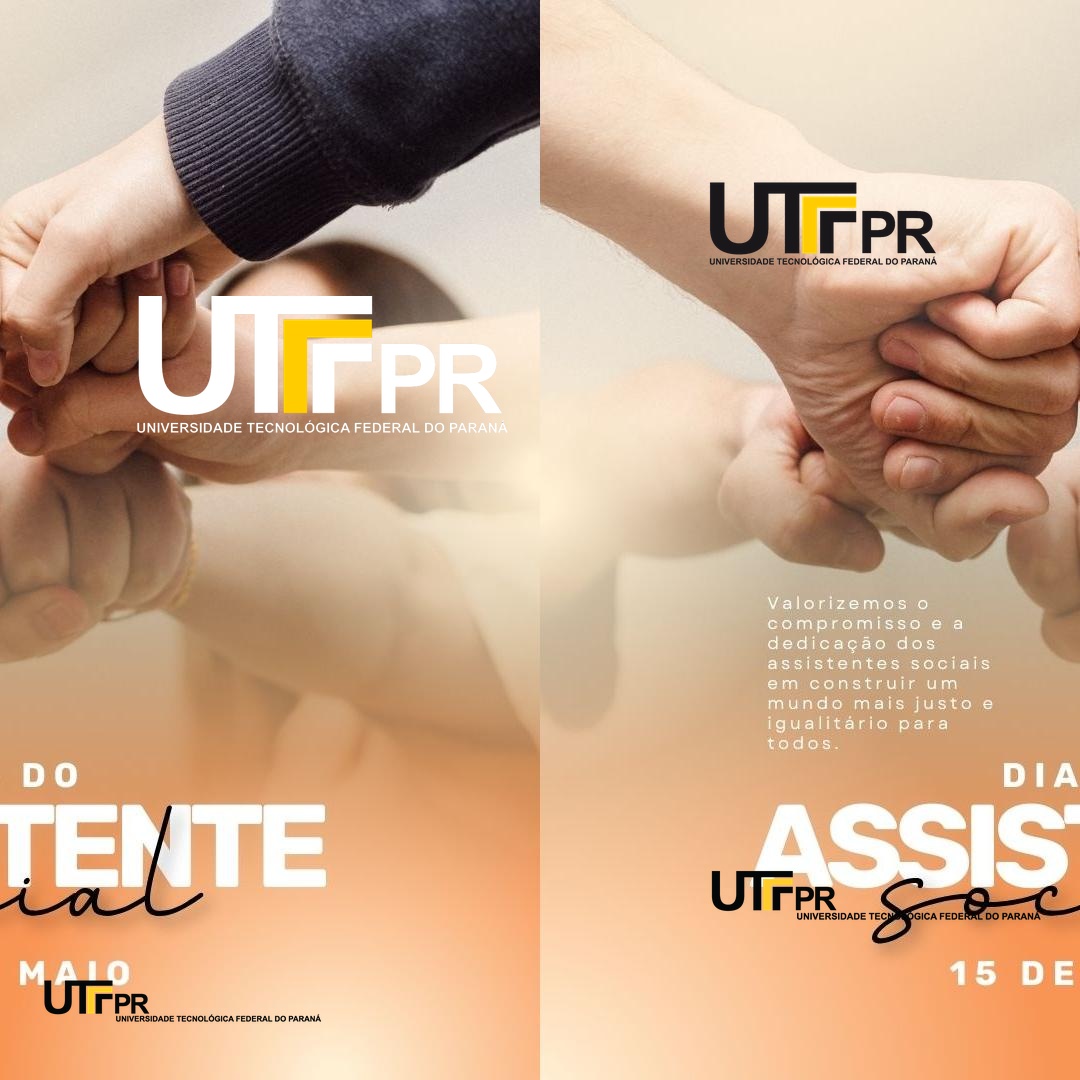 UTFPR
UNIVERSIDADE TECNOLÓGICA FEDERAL DO PARANÁ
DO
TENTE
ial
MAIO
UTFPR
UNIVERSIDADE TECNOLÓGICA FEDERAL DO PARANÁ
UTFPR
UNIVERSIDADE TECNOLÓGICA FEDERAL DO PARANÁ
Valorizemos o
compromisso e a
dedicação dos
assistentes sociais
em construir um
mundo mais justo e
igualitário para
todos.
DIA
ASSIST
soc
UTFPR
UNIVERSIDADE TECNOLÓGICA FEDERAL DO PARANÁ
15 DE